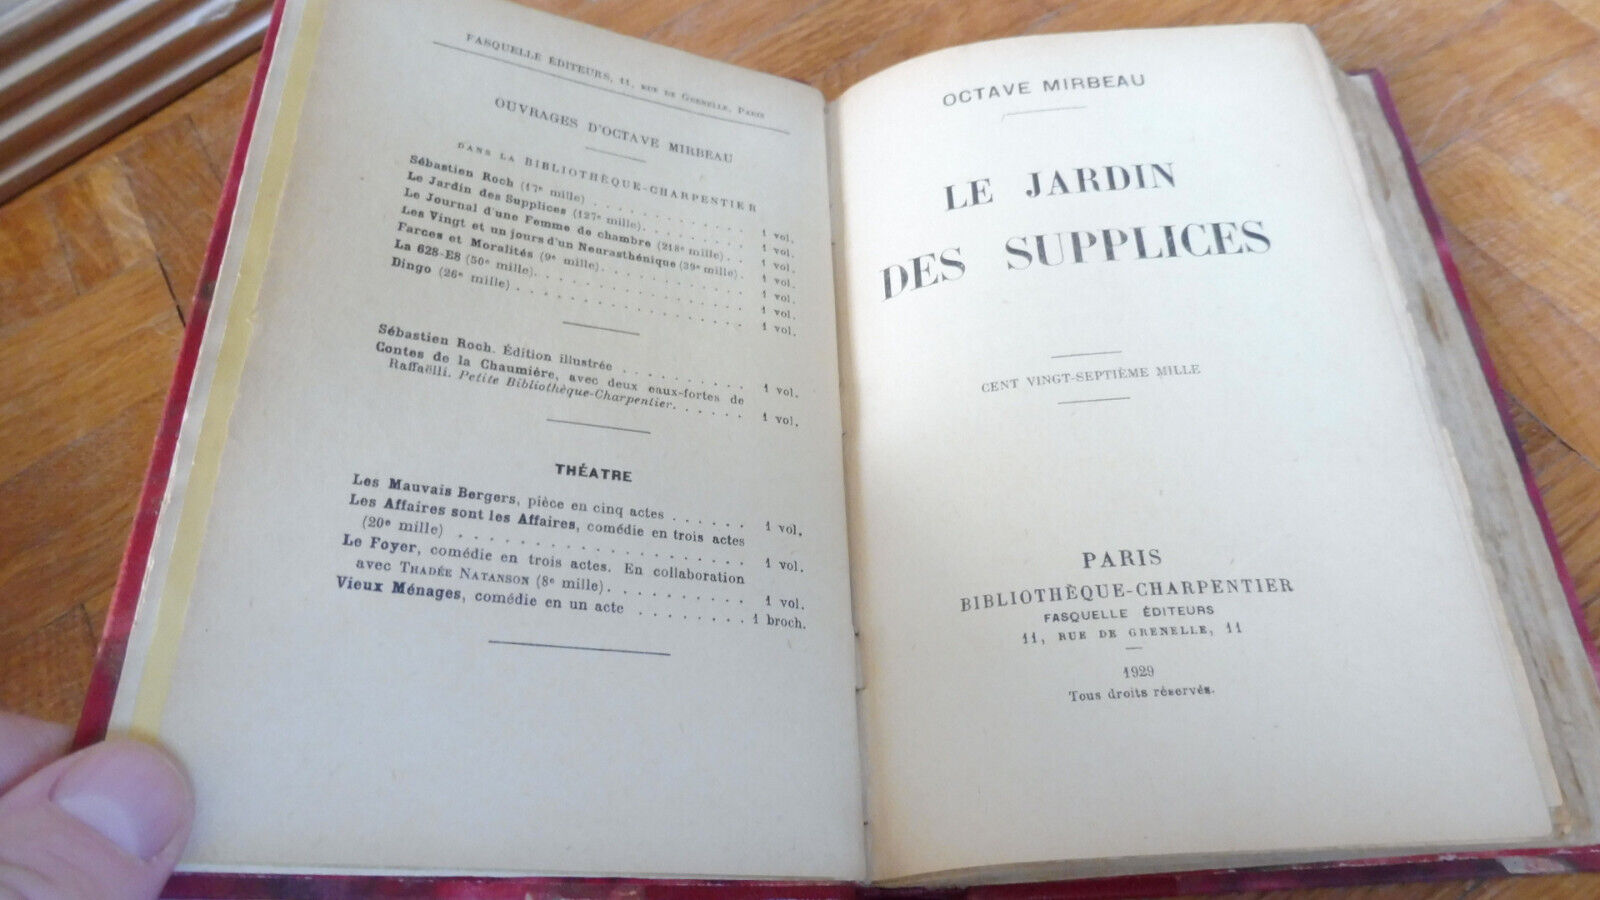 FASQUELLE ÉDITEURS, 11, RUE DE GRENELLE, PARIS
OUVRAGES D'OCTAVE MIRBEAU
DANS LA BIBLIOTHÈQUE-CHARPENTIER
Sébastien Roch (17e mille) . . . . . . . . . . . 1 vol.
Le Jardin des Supplices (127e mille). . . . . . . . 1 vol.
Le Journal d'une Femme de chambre (218e mille). . 1 vol.
Les Vingt et un jours d'un Neurasthénique (39e mille). 1 vol.
Farces et Moralités (9e mille). . . . . . . . . . . 1 vol.
La 628-E8 (50e mille). . . . . . . . . . . . . . 1 vol.
Dingo (26e mille) . . . . . . . . . . . . . . . 1 vol.
Sébastien Roch. Édition illustrée . . . . . . . . . 1 vol.
Contes de la Chaumière, avec deux eaux-fortes de
Raffaëlli. Petite Bibliothèque-Charpentier. . . . . . 1 vol.
THÉATRE
Les Mauvais Bergers, pièce en cinq actes . . . . . . 1 vol.
Les Affaires sont les Affaires, comédie en trois actes
(20e mille) . . . . . . . . . . . . . . . . . 1 vol.
Le Foyer, comédie en trois actes. En collaboration
avec THADÉE NATANSON (8e mille). . . . . . . . . 1 vol.
Vieux Ménages, comédie en un acte . . . . . . . . 1 broch.
OCTAVE MIRBEAU
LE JARDIN
DES SUPPLICES
CENT VINGT-SEPTIÈME MILLE
PARIS
BIBLIOTHÈQUE-CHARPENTIER
FASQUELLE ÉDITEURS
11, RUE DE GRENELLE, 11
1929
Tous droits réservés.